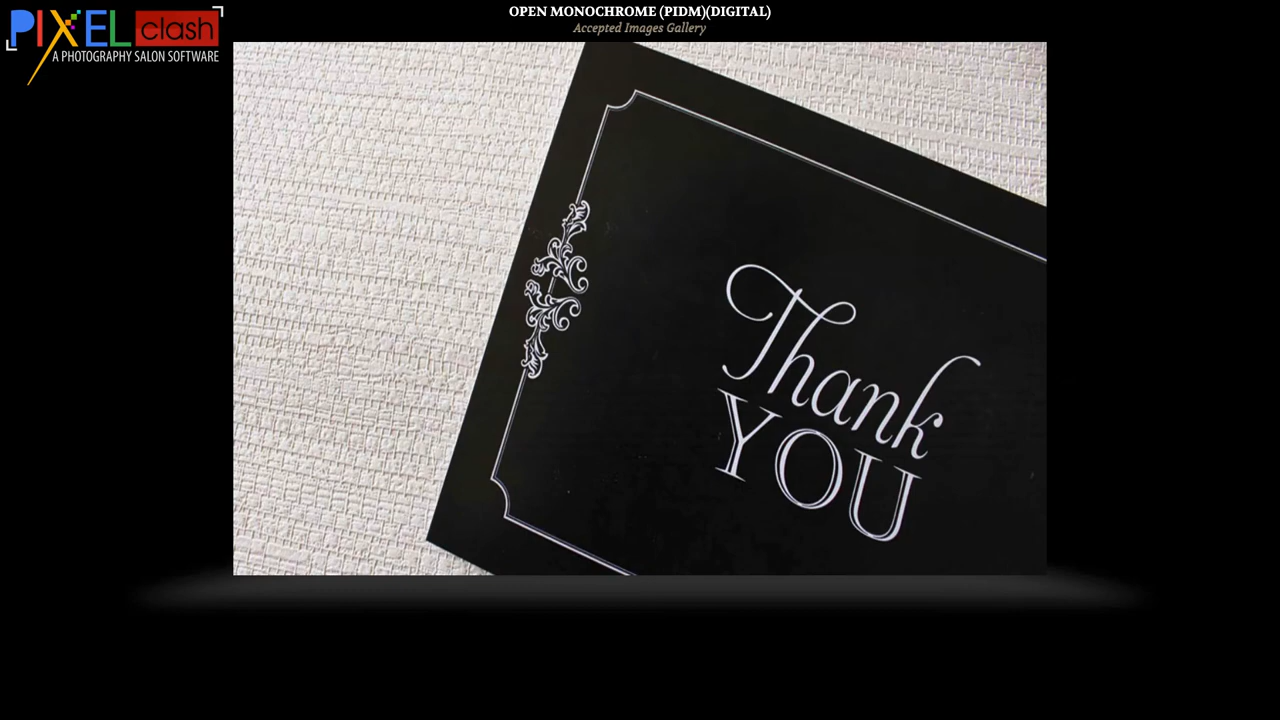 PIXEL clash
A PHOTOGRAPHY SALON SOFTWARE
OPEN MONOCHROME (PIDM)(DIGITAL)
Accepted Images Gallery
Thank
YOU